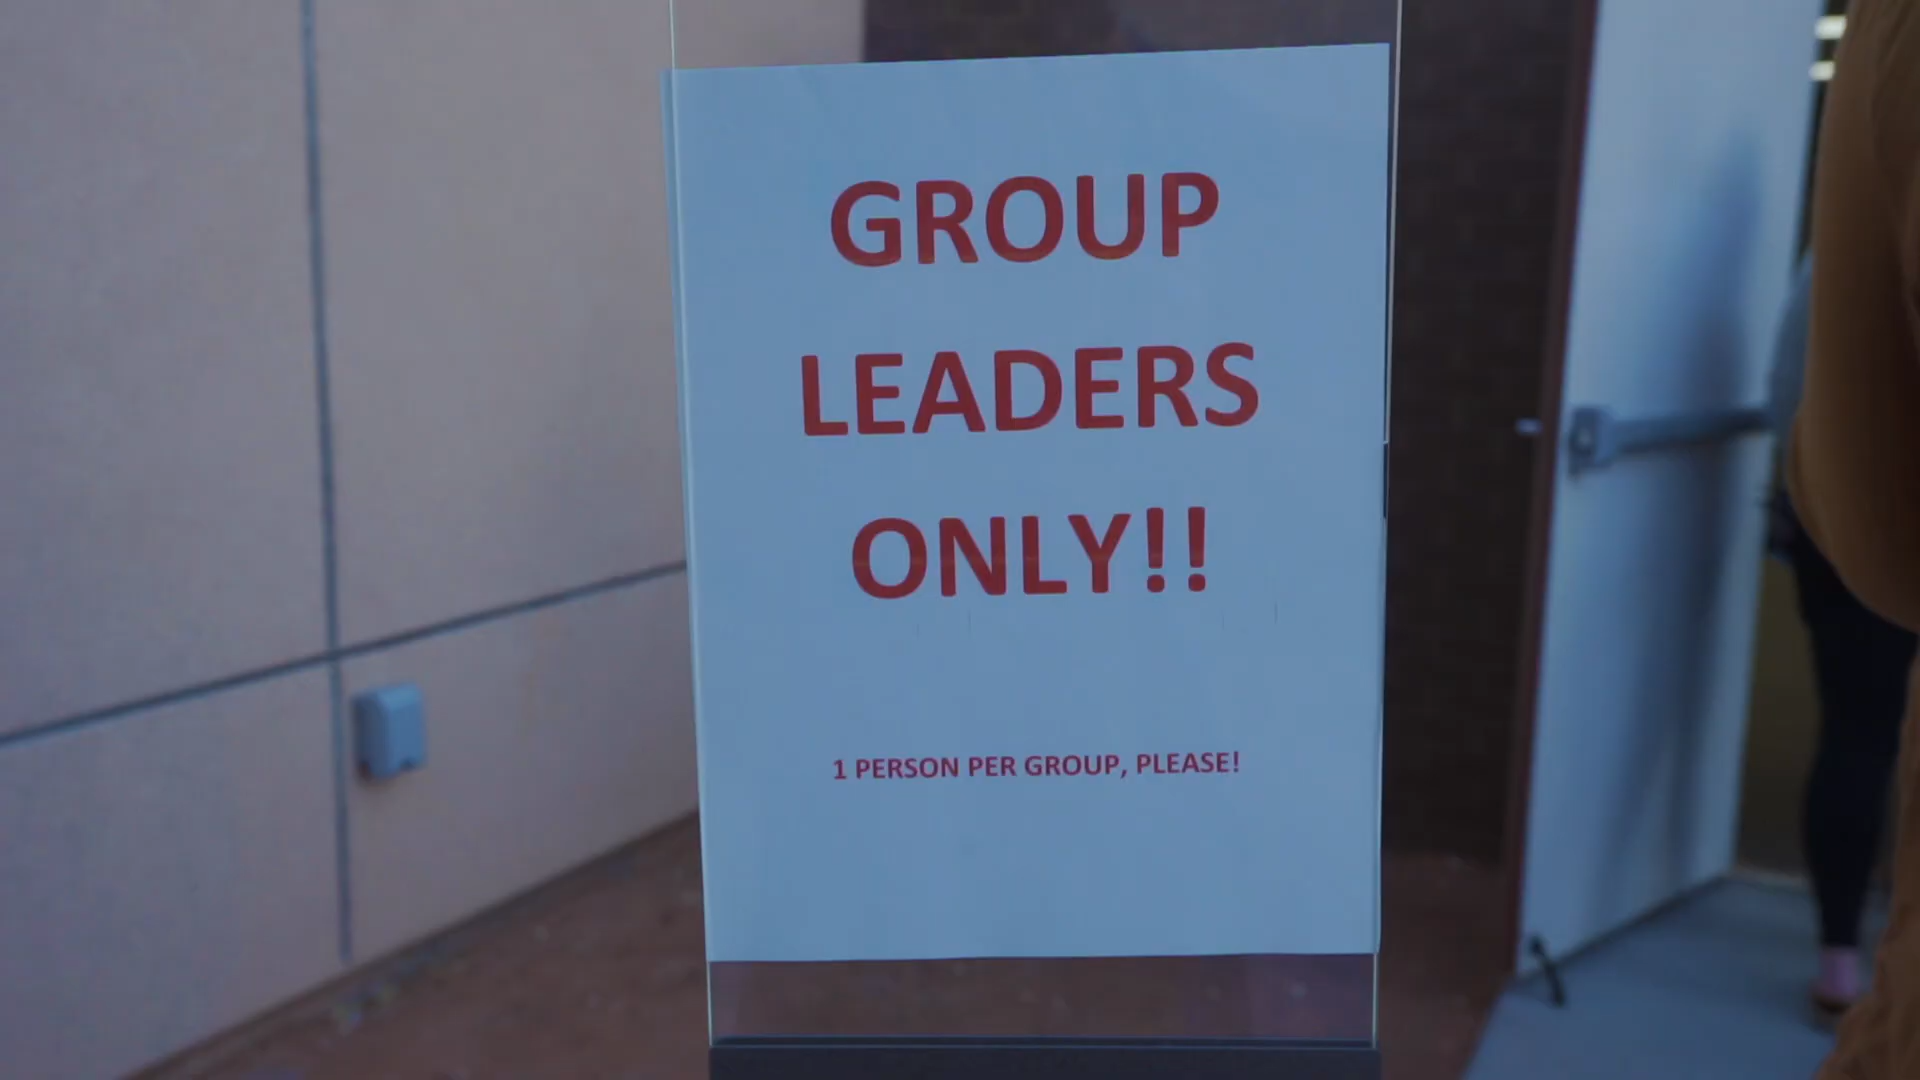 GROUP
LEADERS
ONLY!!
1 PERSON PER GROUP, PLEASE!